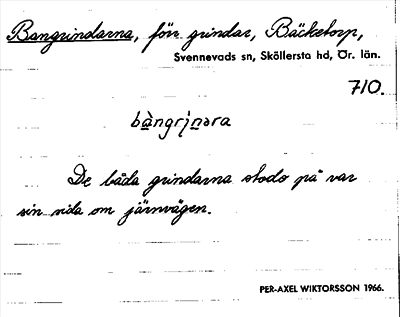 Bangrindarna, förr grindar, Bäcketorp,
Svennevads sn, Sköllersta hd, Ör. län.
710.
bàngrịnara
De båda grindarna stodo på var
sin sida om järnvägen.
PER-AXEL WIKTORSSON 1966.